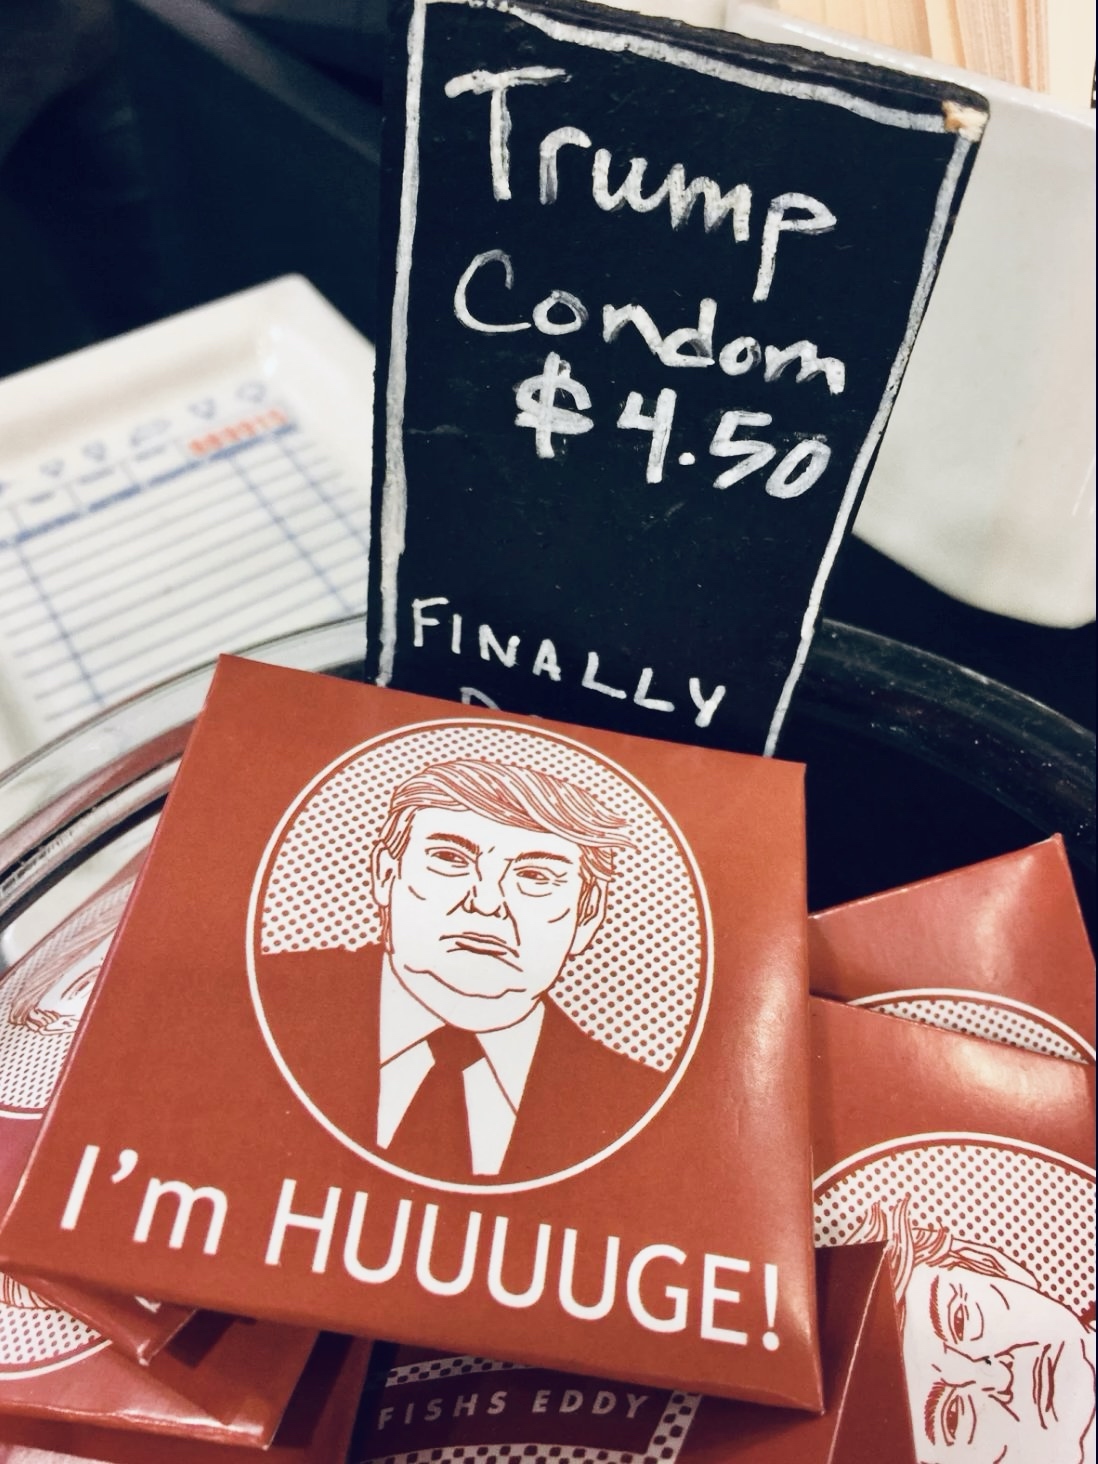 Trump
Condom
$4.50
FINALLY
I'm HUUUUGE!
FISHS EDDY